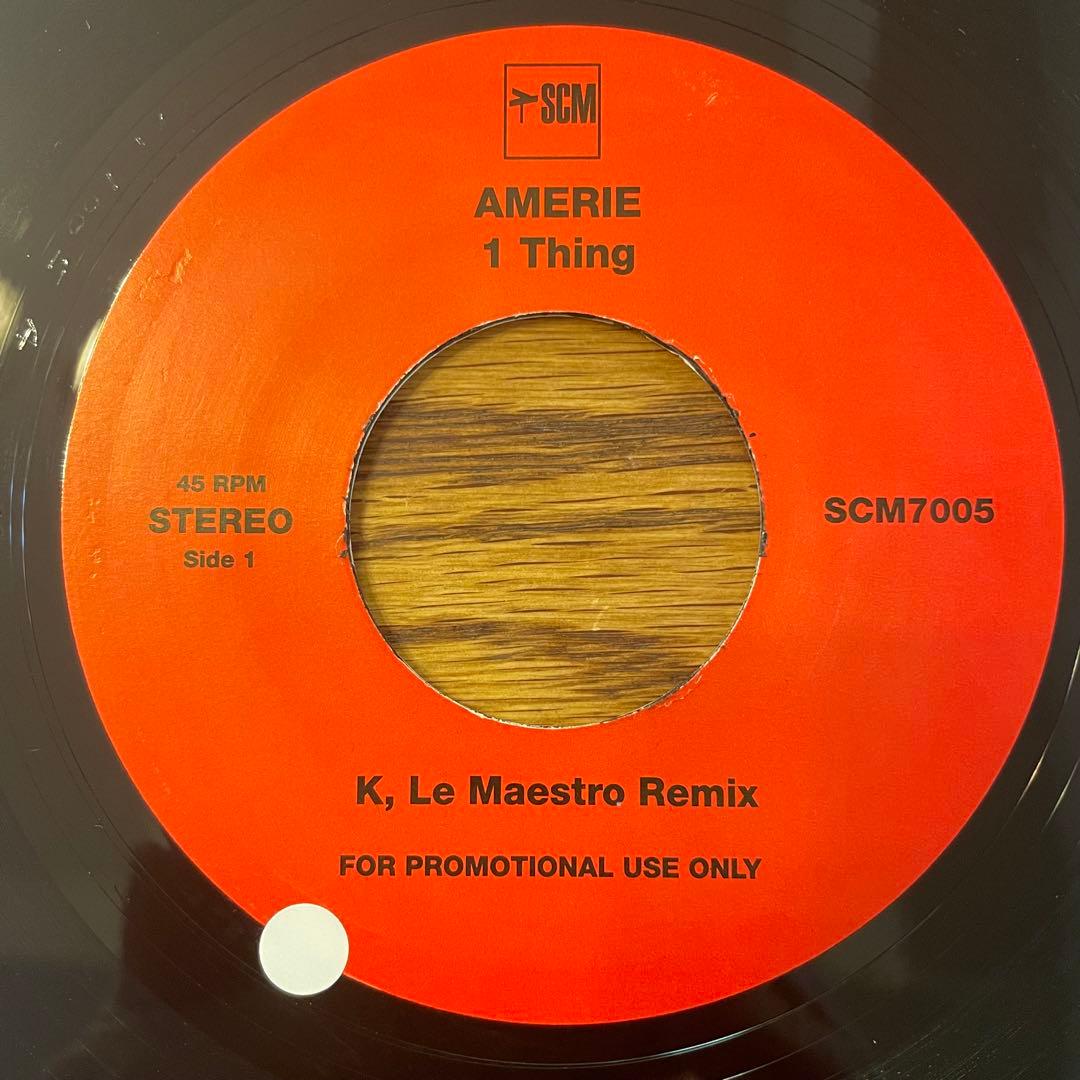 SCM
AMERIE
1 Thing
45 RPM
STEREO
Side 1
SCM7005
K, Le Maestro Remix
FOR PROMOTIONAL USE ONLY